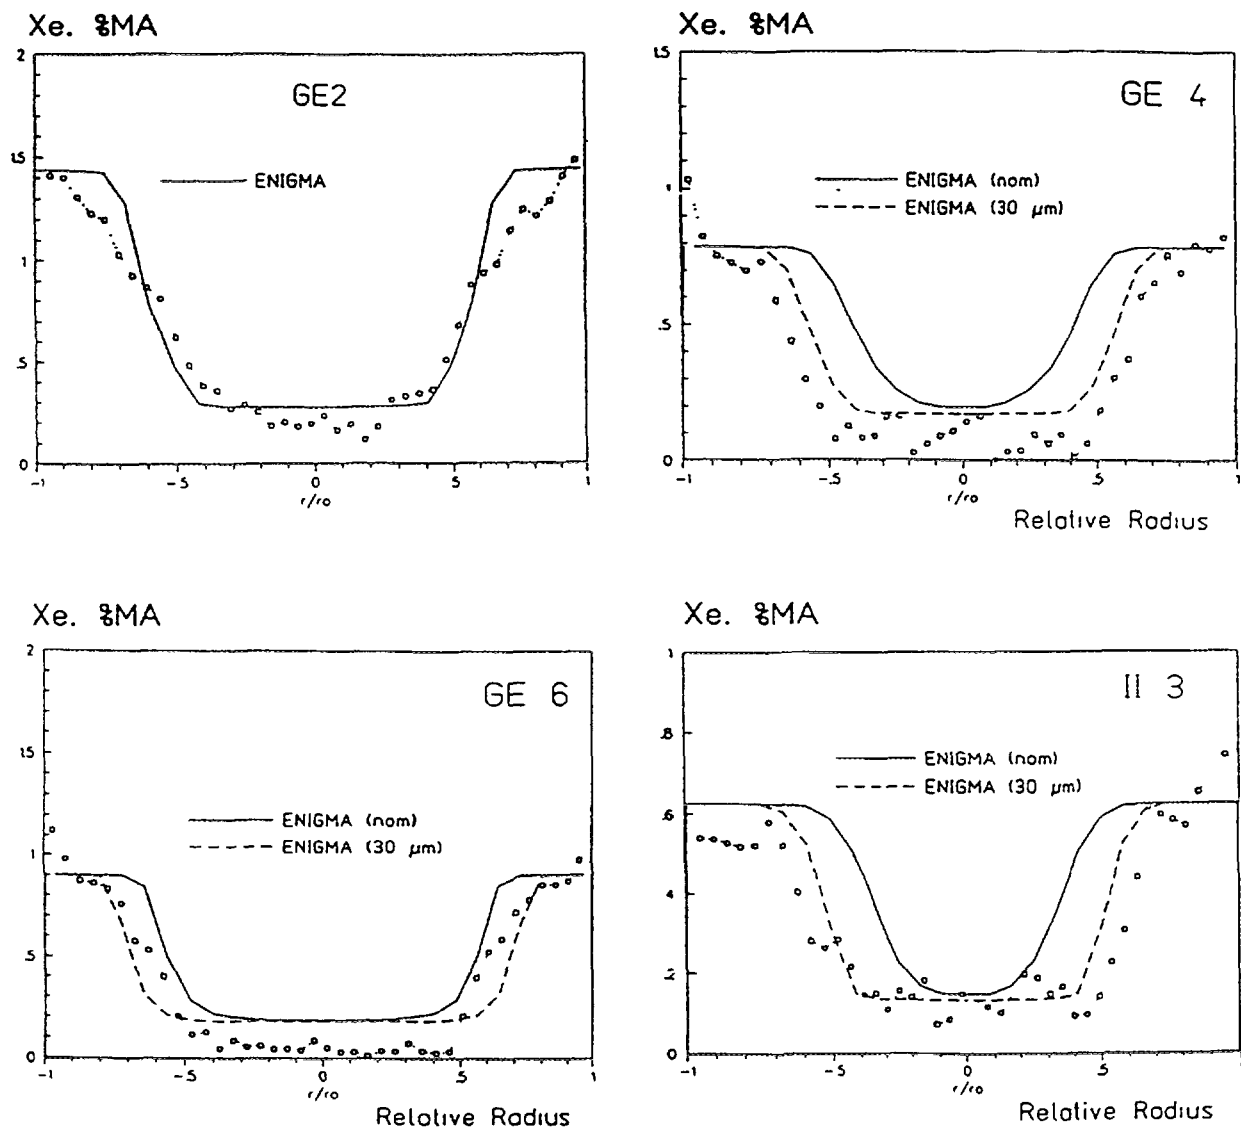 Xe. %MA
2
1.5
1
.5
0
GE2
ENIGMA
-1
-.5
0
.5
1
r/ro
Xe. %MA
1.5
1
.5
0
GE 4
ENIGMA (nom)
ENIGMA (30 µm)
-1
-.5
0
.5
1
r/ro
Relative Radius
Xe. %MA
2
1.5
1
.5
0
GE 6
ENIGMA (nom)
ENIGMA (30 µm)
-1
-.5
0
.5
1
r/ro
Relative Radius
Xe. %MA
1
.8
.6
.4
.2
0
II 3
ENIGMA (nom)
ENIGMA (30 µm)
-1
-.5
0
.5
1
r/ro
Relative Radius